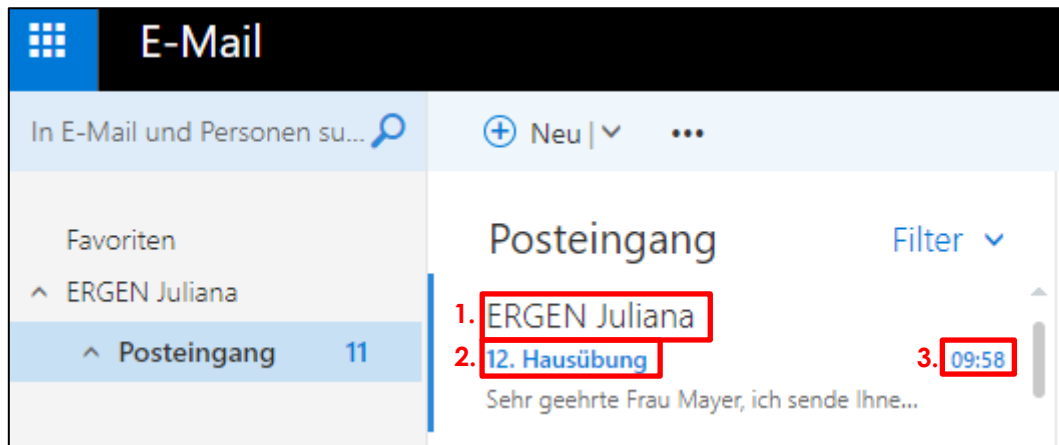 E-Mail
In E-Mail und Personen su...
Neu | •••
Favoriten
ERGEN Juliana
Posteingang 11
Posteingang Filter
1. ERGEN Juliana
2. 12. Hausübung 3. 09:58
Sehr geehrte Frau Mayer, ich sende Ihne...